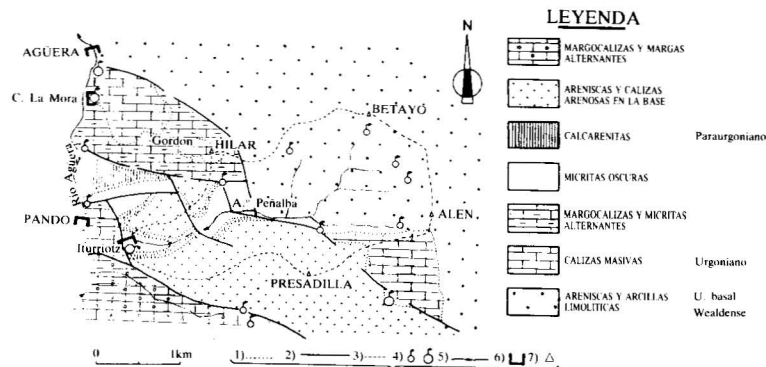 LEYENDA
N
AGÜERA
C. La Mora
Gordon
HILAR
BETAYO
Río Agüera
A. Peñalba
PANDO
ALEN
Iturriotz
PRESADILLA
MARGOCALIZAS Y MARGAS
ALTERNANTES
ARENISCAS Y CALIZAS
ARENOSAS EN LA BASE
CALCARENITAS
Paraurgoniano
MICRITAS OSCURAS
MARGOCALIZAS Y MICRITAS
ALTERNANTES
CALIZAS MASIVAS
Urgoniano
ARENISCAS Y ARCILLAS
LIMOLITICAS
U. basal
Wealdense
0 1km
1) 2) 3) 4) 5) 6) 7)